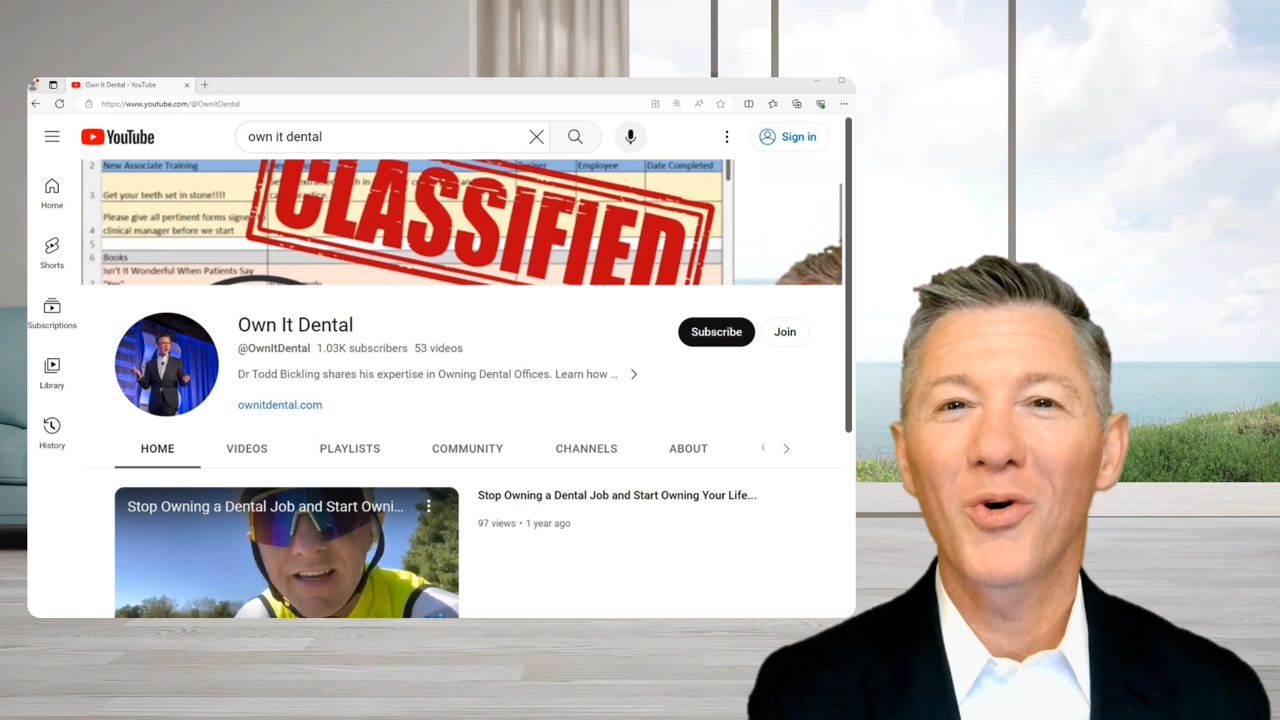 Own It Dental - YouTube
https://www.youtube.com/@OwnItDental
YouTube
own it dental
Sign in
Home
Shorts
Subscriptions
Library
History
2 New Associate Training Trainer Employee Date Completed
3 Get your teeth set in stone!!!!
Please give all pertinent forms signed
4 clinical manager before we start
5
6 Books
Isn't It Wonderful When Patients Say
"Yes"
CLASSIFIED
Own It Dental
Subscribe
Join
@OwnItDental 1.03K subscribers 53 videos
Dr Todd Bickling shares his expertise in Owning Dental Offices. Learn how ...
ownitdental.com
HOME VIDEOS PLAYLISTS COMMUNITY CHANNELS ABOUT
Stop Owning a Dental Job and Start Owni...
Stop Owning a Dental Job and Start Owning Your Life...
97 views • 1 year ago